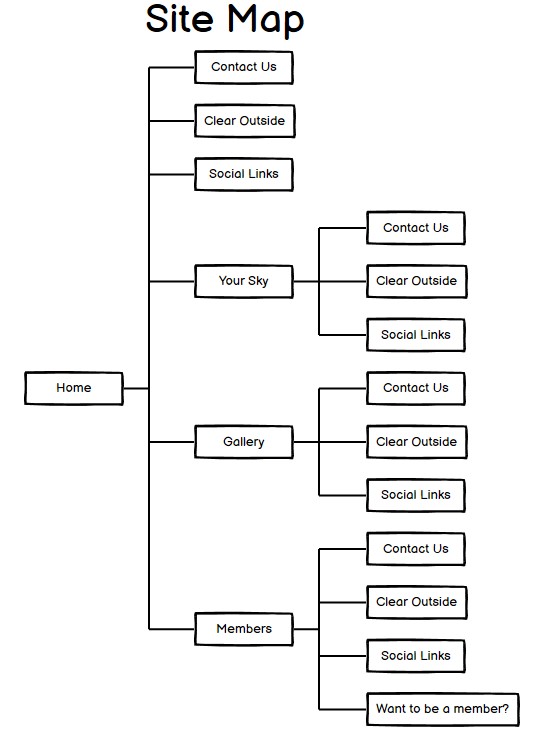 Site Map
Contact Us
Clear Outside
Social Links
Contact Us
Your Sky
Clear Outside
Social Links
Home
Contact Us
Gallery
Clear Outside
Social Links
Contact Us
Clear Outside
Members
Social Links
Want to be a member?